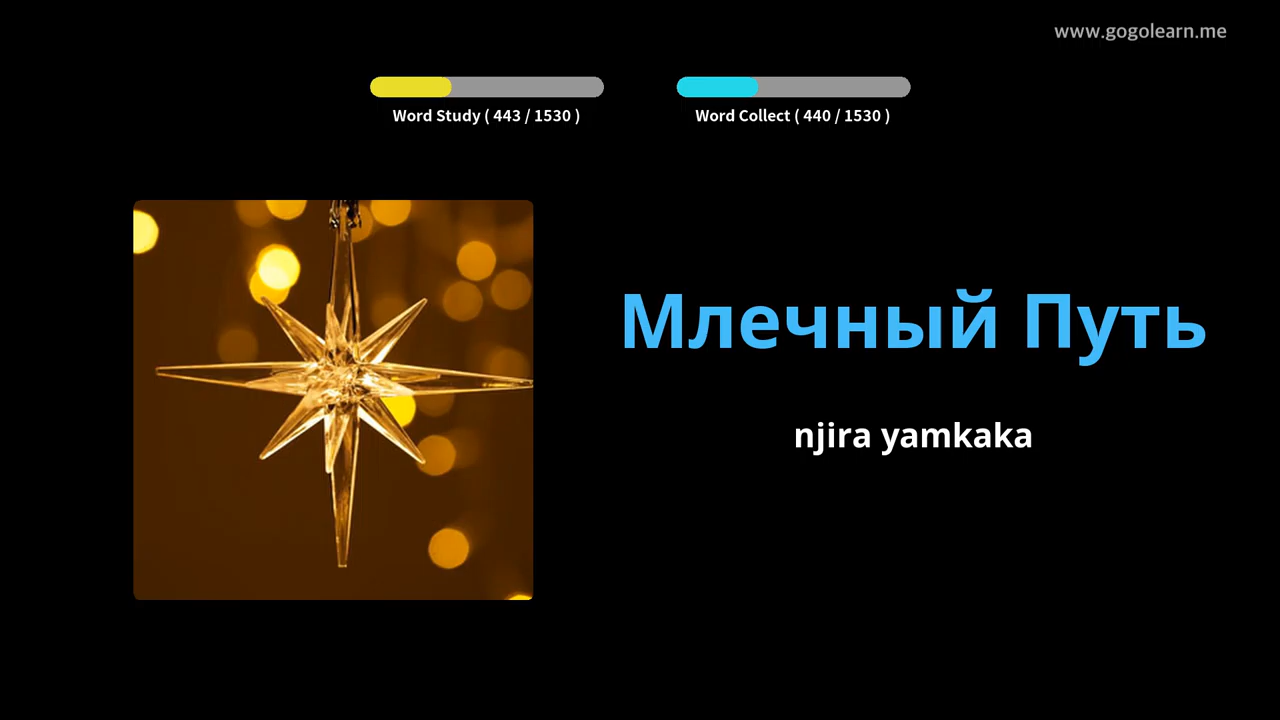 www.gogolearn.me
Word Study ( 443 / 1530 )
Word Collect ( 440 / 1530 )
Млечный Путь
njira yamkaka